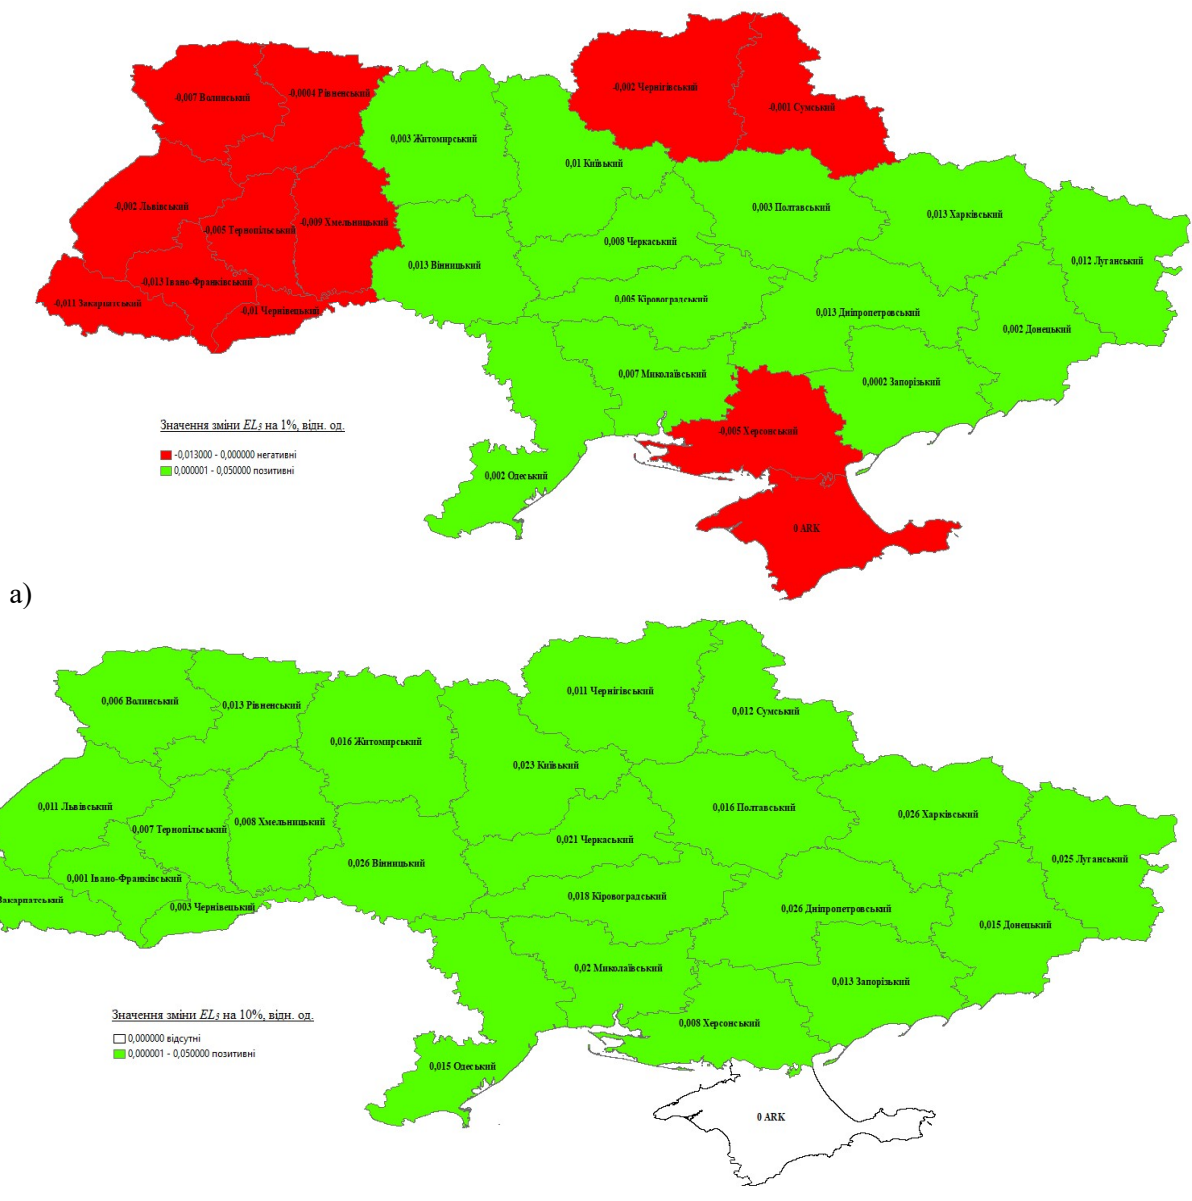 -0,007 Волинський
-0,0004 Рівненський
-0,002 Чернігівський
-0,001 Сумський
0,003 Житомирський
0,01 Київький
-0,002 Львівський
-0,005 Тернопільський
-0,009 Хмельницький
0,003 Полтавський
0,013 Харківський
0,008 Черкаський
0,012 Луганський
0,013 Вінницький
-0,013 Івано-Франківський
-0,011 Закарпатський
-0,01 Чернівецький
0,005 Кіровоградський
0,013 Дніпропетровський
0,002 Донецький
0,007 Миколаївський
0,0002 Запорізький
-0,005 Херсонський
Значення зміни EL₅ на 1%, відн. од.
-0,013000 - 0,000000 негативні
0,000001 - 0,050000 позитивні
0,002 Одеський
0 ARK
а)
0,006 Волинський
0,013 Рівненський
0,011 Чернігівський
0,012 Сумський
0,016 Житомирський
0,023 Київький
0,011 Львівський
0,007 Тернопільський
0,008 Хмельницький
0,016 Полтавський
0,026 Харківський
0,021 Черкаський
0,025 Луганський
0,026 Вінницький
0,001 Івано-Франківський
Закарпатський
0,003 Чернівецький
0,018 Кіровоградський
0,026 Дніпропетровський
0,015 Донецький
0,02 Миколаївський
0,013 Запорізький
0,008 Херсонський
Значення зміни EL₅ на 10%, відн. од.
0,000000 відсутні
0,000001 - 0,050000 позитивні
0,015 Одеський
0 ARK